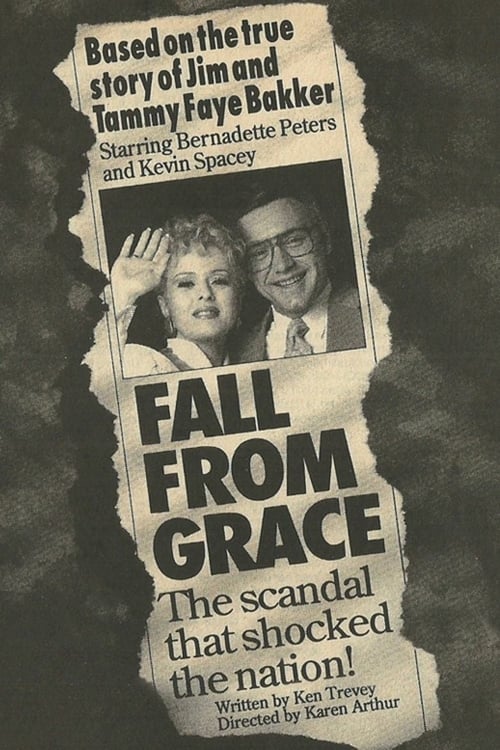 Based on the true
story of Jim and
Tammy Faye Bakker
Starring Bernadette Peters
and Kevin Spacey
FALL
FROM
GRACE
The scandal
that shocked
the nation!
Written by Ken Trevey
Directed by Karen Arthur